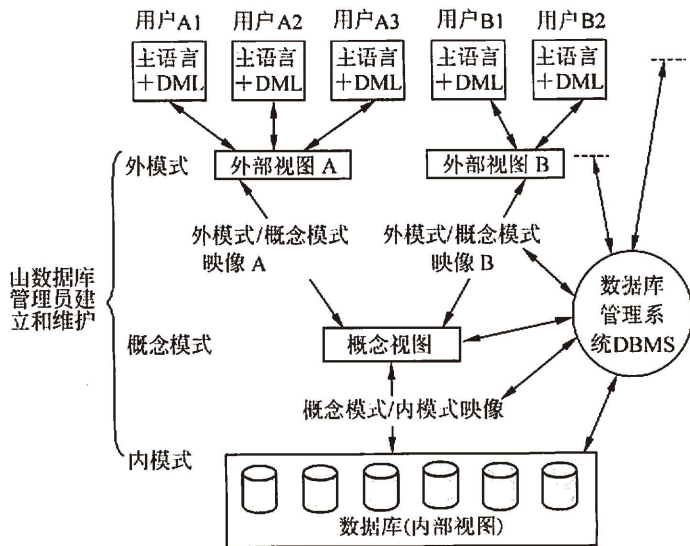 用户A1
用户A2
用户A3
用户B1
用户B2
主语言
+DML
主语言
+DML
主语言
+DML
主语言
+DML
主语言
+DML
外模式
外部视图 A
外部视图 B
外模式/概念模式
映像 A
外模式/概念模式
映像 B
山数据库
管理员建
立和维护
数据库
管理系
统DBMS
概念模式
概念视图
概念模式/内模式映像
内模式
数据库(内部视图)